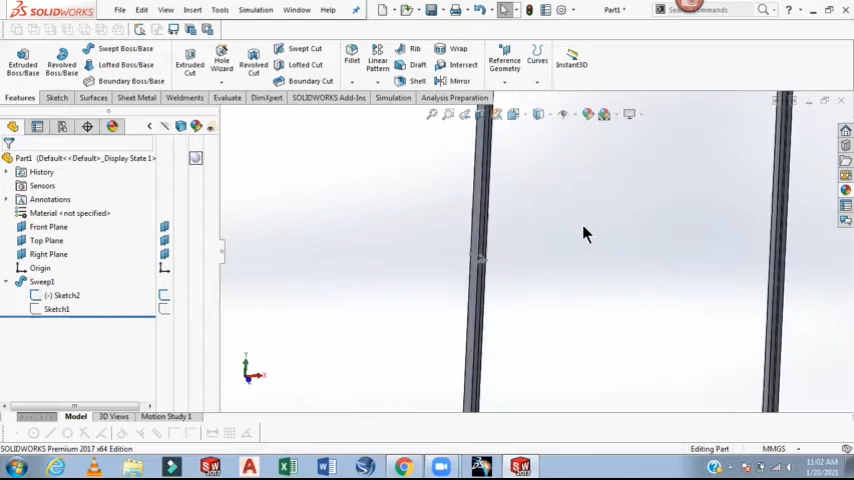 SOLIDWORKS
File Edit View Insert Tools Simulation Window Help
Part1 *
Search Commands
Extruded Boss/Base
Revolved Boss/Base
Swept Boss/Base
Lofted Boss/Base
Boundary Boss/Base
Extruded Cut
Hole Wizard
Revolved Cut
Swept Cut
Lofted Cut
Boundary Cut
Fillet
Linear Pattern
Rib
Draft
Shell
Wrap
Intersect
Mirror
Reference Geometry
Curves
Instant3D
Features Sketch Surfaces Sheet Metal Weldments Evaluate DimXpert SOLIDWORKS Add-Ins Simulation Analysis Preparation
Part1 (Default<<Default>_Display State 1>
History
Sensors
Annotations
Material <not specified>
Front Plane
Top Plane
Right Plane
Origin
Sweep1
(-) Sketch2
Sketch1
Y
X
Model 3D Views Motion Study 1
SOLIDWORKS Premium 2017 x64 Edition
Editing Part
MMGS
11:02 AM
1/20/2021